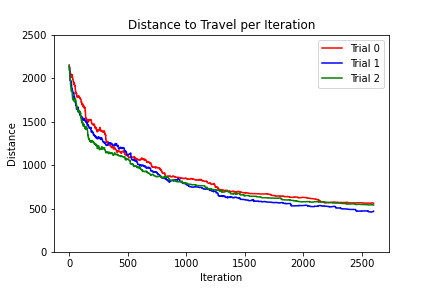 Distance to Travel per Iteration
Distance
2500
2000
1500
1000
500
0
Trial 0
Trial 1
Trial 2
0 500 1000 1500 2000 2500
Iteration